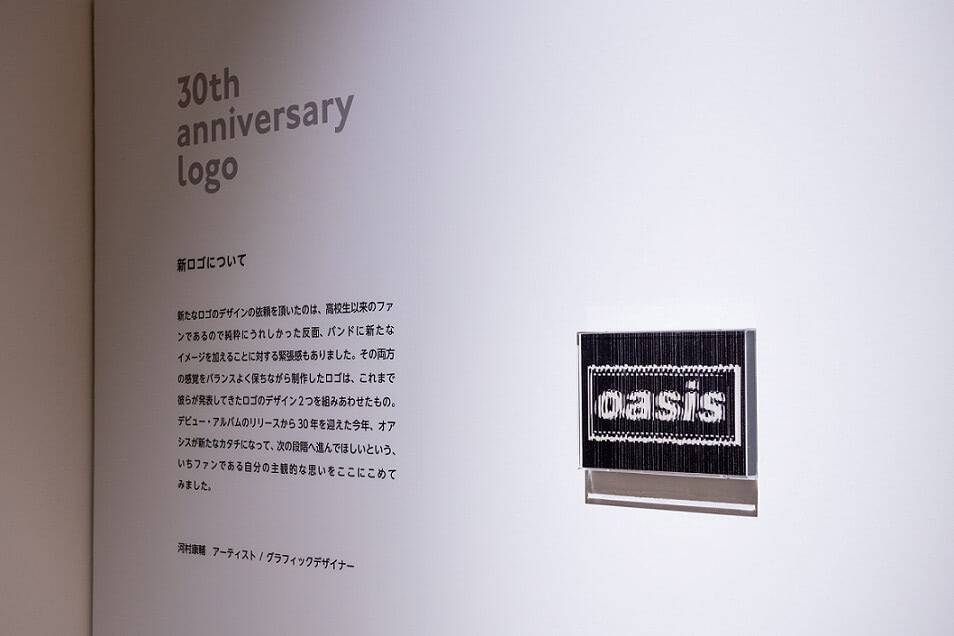 30th
anniversary
logo
新ロゴについて
新たなロゴのデザインの依頼を頂いたのは、高校生以来のファ
ンであるので純粋にうれしかった反面、バンドに新たな
イメージを加えることに対する緊張感もありました。その両方
の感覚をバランスよく保ちながら制作したロゴは、これまで
彼らが発表してきたロゴのデザイン2つを組みあわせたもの。
デビュー・アルバムのリリースから30年を迎えた今年、オア
シスが新たなカタチになって、次の段階へ進んでほしいという、
いちファンである自分の主観的な思いをここにこめて
みました。
河村康輔 アーティスト / グラフィックデザイナー
oasis